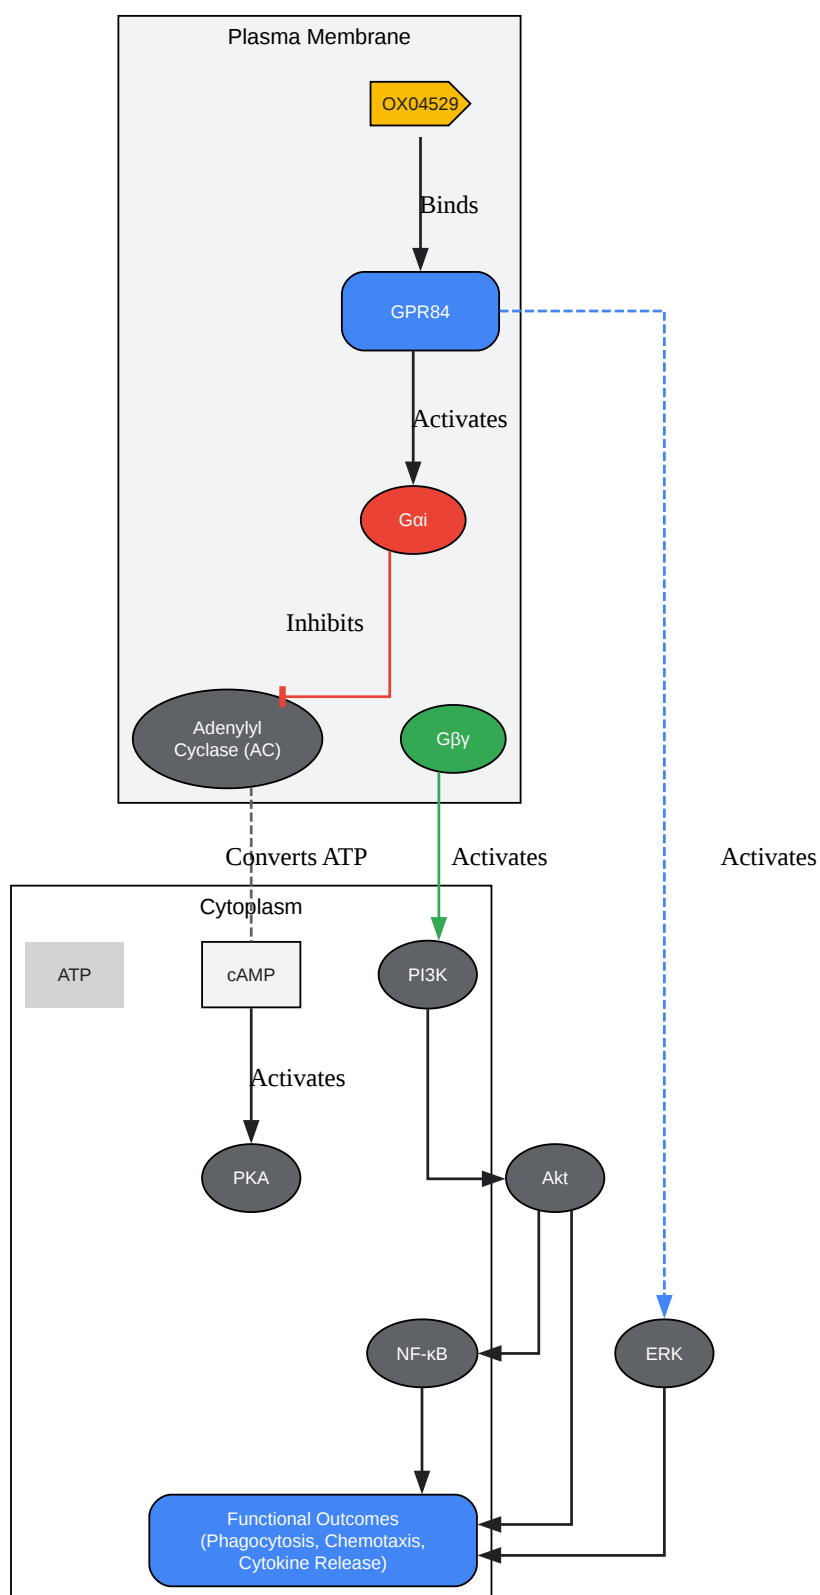 Plasma Membrane
OX04529
Binds
GPR84
Activates
Gαi
Inhibits
Adenylyl
Cyclase (AC)
Gβγ
Converts ATP
Activates
Activates
Cytoplasm
ATP
cAMP
PI3K
Activates
PKA
Akt
NF-κB
ERK
Functional Outcomes
(Phagocytosis, Chemotaxis,
Cytokine Release)